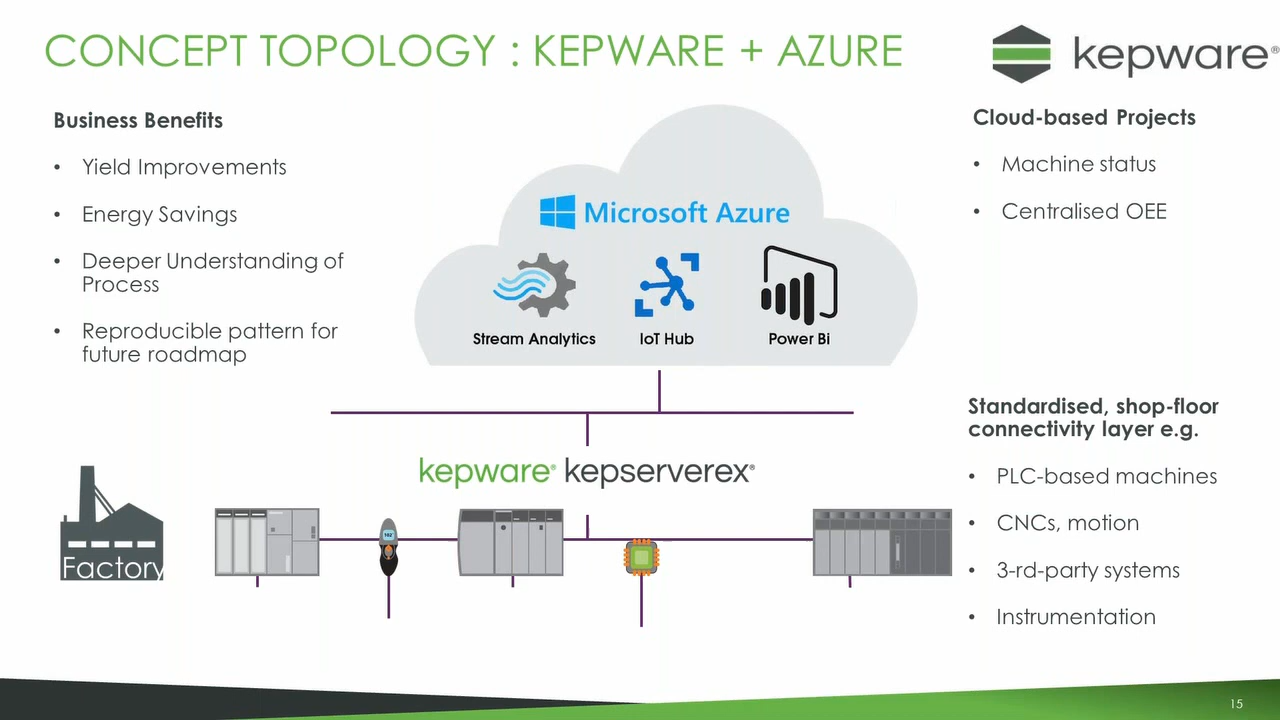 CONCEPT TOPOLOGY : KEPWARE + AZURE
kepware®
Business Benefits
• Yield Improvements
• Energy Savings
• Deeper Understanding of
Process
• Reproducible pattern for
future roadmap
Microsoft Azure
Stream Analytics
IoT Hub
Power Bi
Cloud-based Projects
• Machine status
• Centralised OEE
Standardised, shop-floor
connectivity layer e.g.
• PLC-based machines
• CNCs, motion
• 3-rd-party systems
• Instrumentation
kepware® kepserverex®
Factory
15